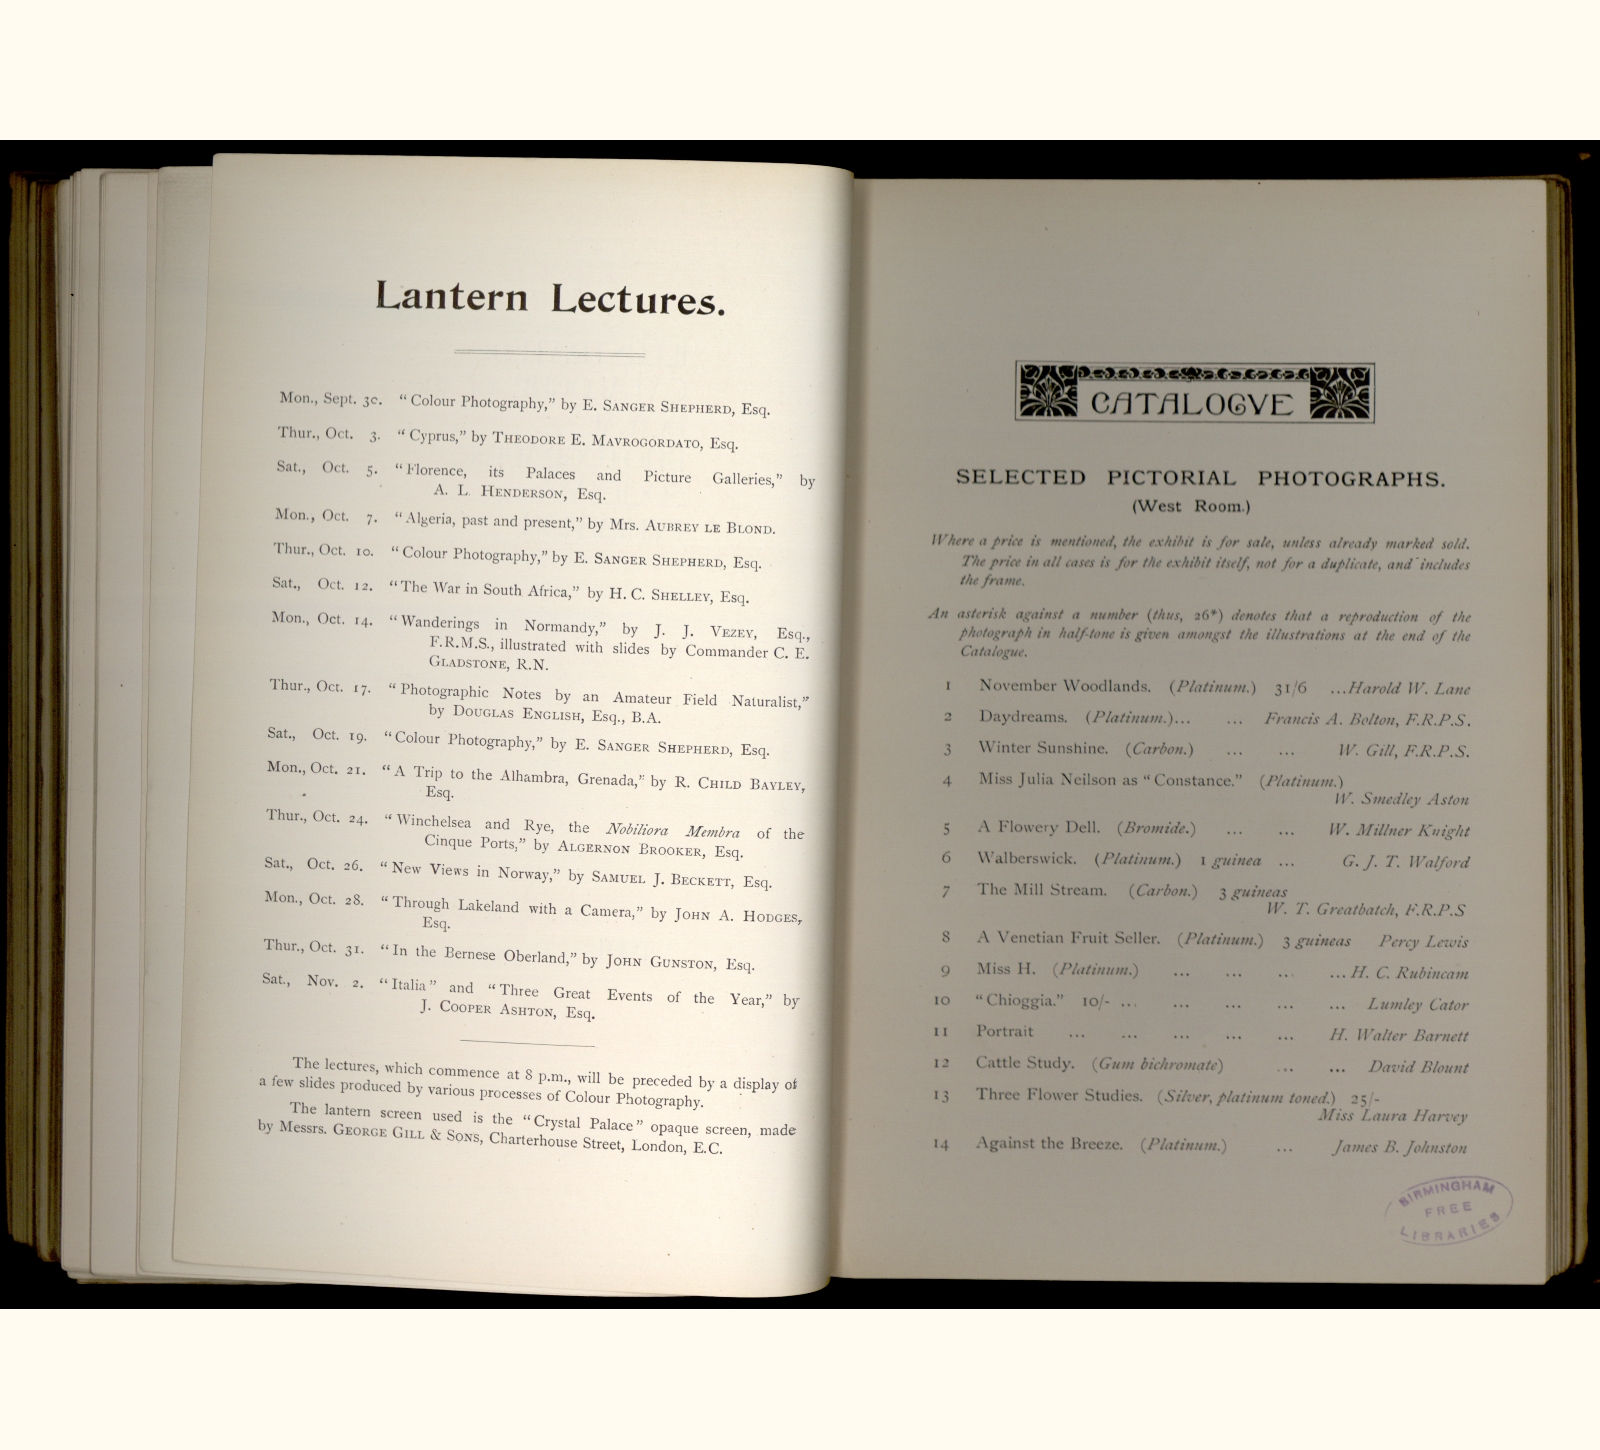 Lantern Lectures.
Mon., Sept. 30. “Colour Photography,” by E. SANGER SHEPHERD, Esq.
Thur., Oct. 3. “Cyprus,” by THEODORE E. MAVROGORDATO, Esq.
Sat., Oct. 5. “Florence, its Palaces and Picture Galleries,” by
A. L. HENDERSON, Esq.
Mon., Oct. 7. “Algeria, past and present,” by Mrs. AUBREY LE BLOND.
Thur., Oct. 10. “Colour Photography,” by E. SANGER SHEPHERD, Esq.
Sat., Oct. 12. “The War in South Africa,” by H. C. SHELLEY, Esq.
Mon., Oct. 14. “Wanderings in Normandy,” by J. J. VEZEY, Esq.,
F.R.M.S., illustrated with slides by Commander C. E.
GLADSTONE, R.N.
Thur., Oct. 17. “Photographic Notes by an Amateur Field Naturalist,”
by DOUGLAS ENGLISH, Esq., B.A.
Sat., Oct. 19. “Colour Photography,” by E. SANGER SHEPHERD, Esq.
Mon., Oct. 21. “A Trip to the Alhambra, Grenada,” by R. CHILD BAYLEY,
Esq.
Thur., Oct. 24. “Winchelsea and Rye, the Nobiliora Membra of the
Cinque Ports,” by ALGERNON BROOKER, Esq.
Sat., Oct. 26. “New Views in Norway,” by SAMUEL J. BECKETT, Esq.
Mon., Oct. 28. “Through Lakeland with a Camera,” by JOHN A. HODGES,
Esq.
Thur., Oct. 31. “In the Bernese Oberland,” by JOHN GUNSTON, Esq.
Sat., Nov. 2. “Italia” and “Three Great Events of the Year,” by
J. COOPER ASHTON, Esq.
The lectures, which commence at 8 p.m., will be preceded by a display of
a few slides produced by various processes of Colour Photography.
The lantern screen used is the “Crystal Palace” opaque screen, made
by Messrs. GEORGE GILL & SONS, Charterhouse Street, London, E.C.
CATALOGVE
SELECTED PICTORIAL PHOTOGRAPHS.
(West Room.)
Where a price is mentioned, the exhibit is for sale, unless already marked sold.
The price in all cases is for the exhibit itself, not for a duplicate, and includes
the frame.
An asterisk against a number (thus, 26*) denotes that a reproduction of the
photograph in half-tone is given amongst the illustrations at the end of the
Catalogue.
1 November Woodlands. (Platinum.) 31/6 ...Harold W. Lane
2 Daydreams. (Platinum.)... ... Francis A. Bolton, F.R.P.S.
3 Winter Sunshine. (Carbon.) ... ... W. Gill, F.R.P.S.
4 Miss Julia Neilson as “Constance.” (Platinum.)
W. Smedley Aston
5 A Flowery Dell. (Bromide.) ... ... W. Millner Knight
6 Walberswick. (Platinum.) 1 guinea ... G. J. T. Walford
7 The Mill Stream. (Carbon.) 3 guineas
W. T. Greatbatch, F.R.P.S
8 A Venetian Fruit Seller. (Platinum.) 3 guineas Percy Lewis
9 Miss H. (Platinum.) ... ... ... ...H. C. Rubincam
10 “Chioggia.” 10/- ... ... ... ... ... Lumley Cator
11 Portrait ... ... ... ... ... H. Walter Barnett
12 Cattle Study. (Gum bichromate) ... ... David Blount
13 Three Flower Studies. (Silver, platinum toned.) 25/-
Miss Laura Harvey
14 Against the Breeze. (Platinum.) ... James B. Johnston
BIRMINGHAM
FREE
LIBRARIES